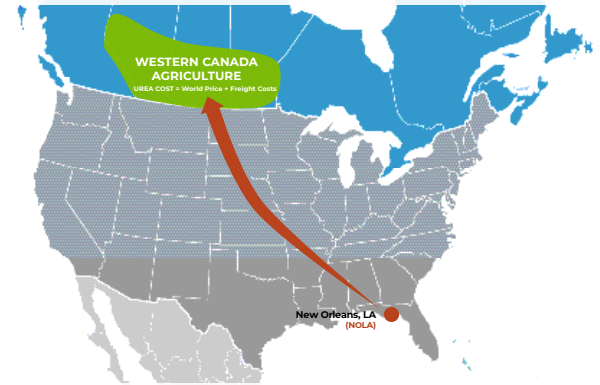 WESTERN CANADA
AGRICULTURE
UREA COST = World Price + Freight Costs
New Orleans, LA
(NOLA)